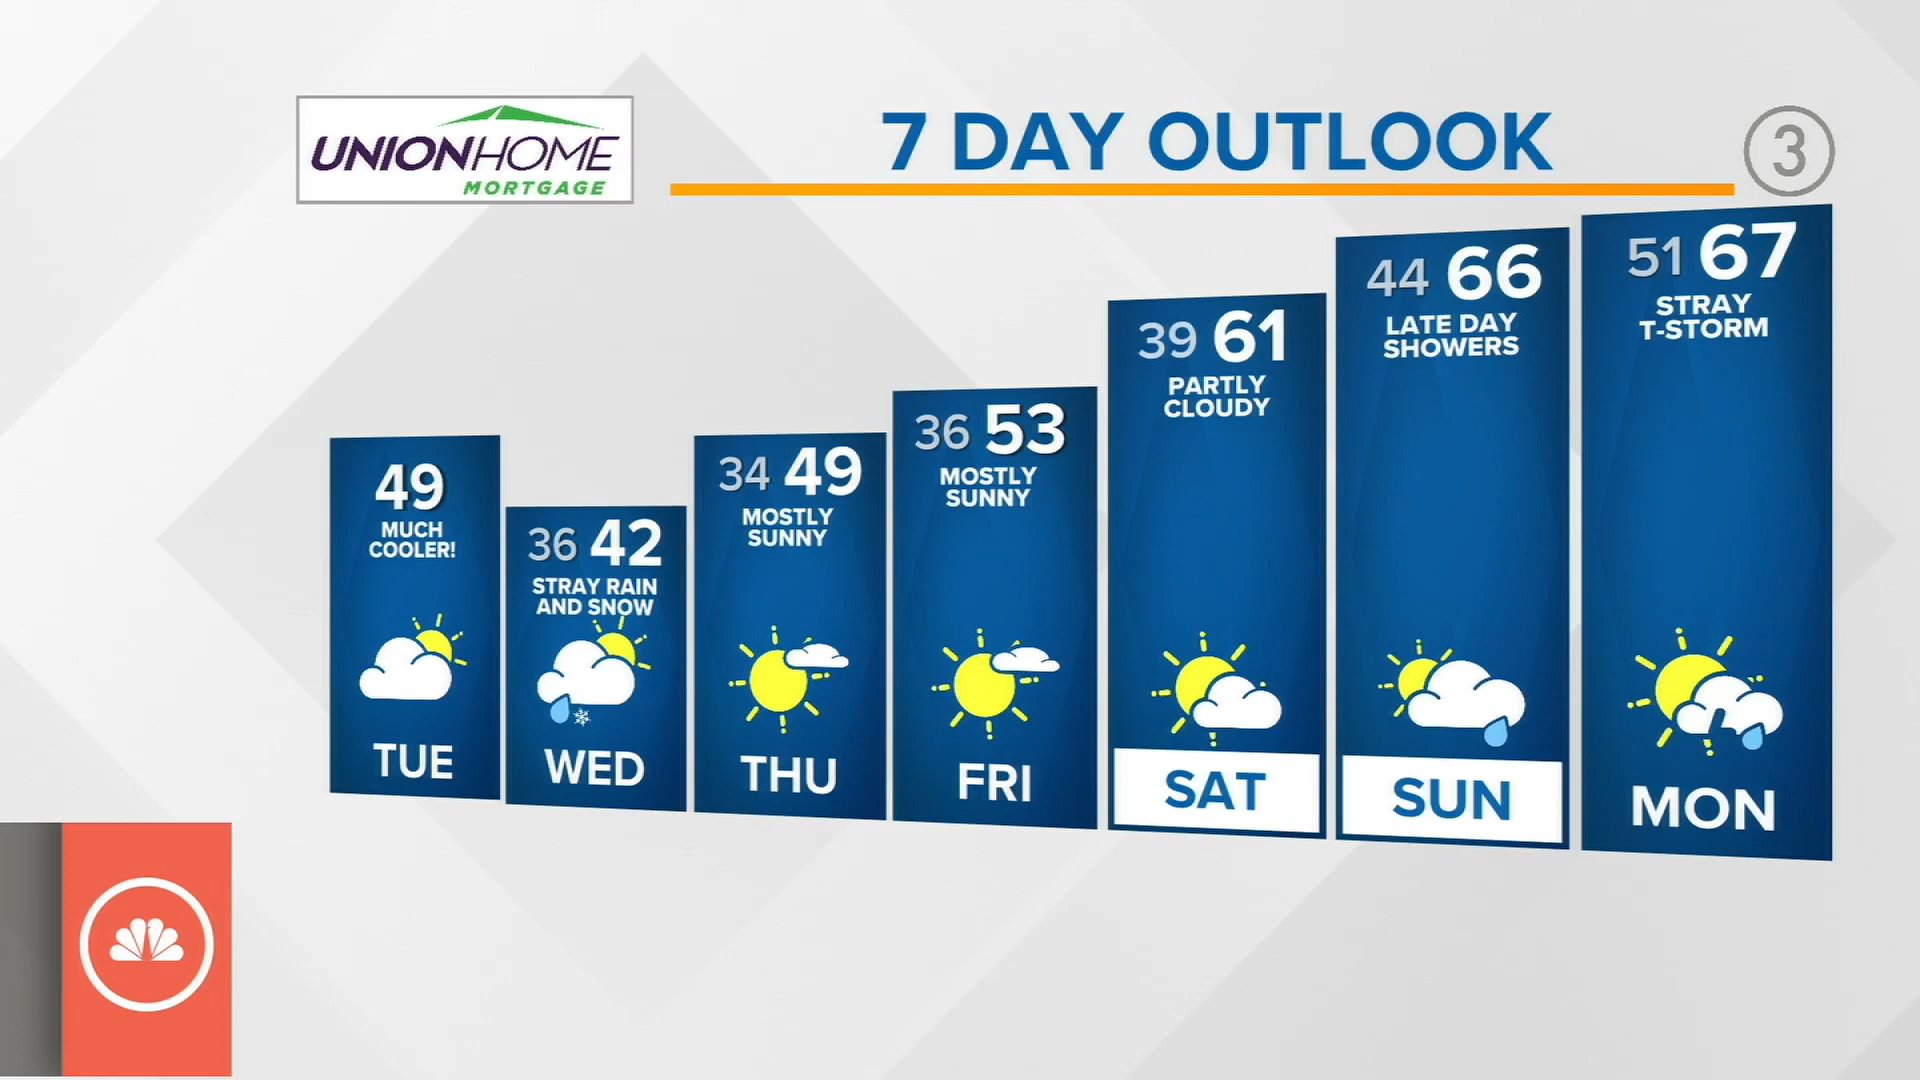 UNIONHOME
MORTGAGE
7 DAY OUTLOOK
3
49
MUCH
COOLER!
TUE
36 42
STRAY RAIN
AND SNOW
WED
34 49
MOSTLY
SUNNY
THU
36 53
MOSTLY
SUNNY
FRI
39 61
PARTLY
CLOUDY
SAT
44 66
LATE DAY
SHOWERS
SUN
51 67
STRAY
T-STORM
MON